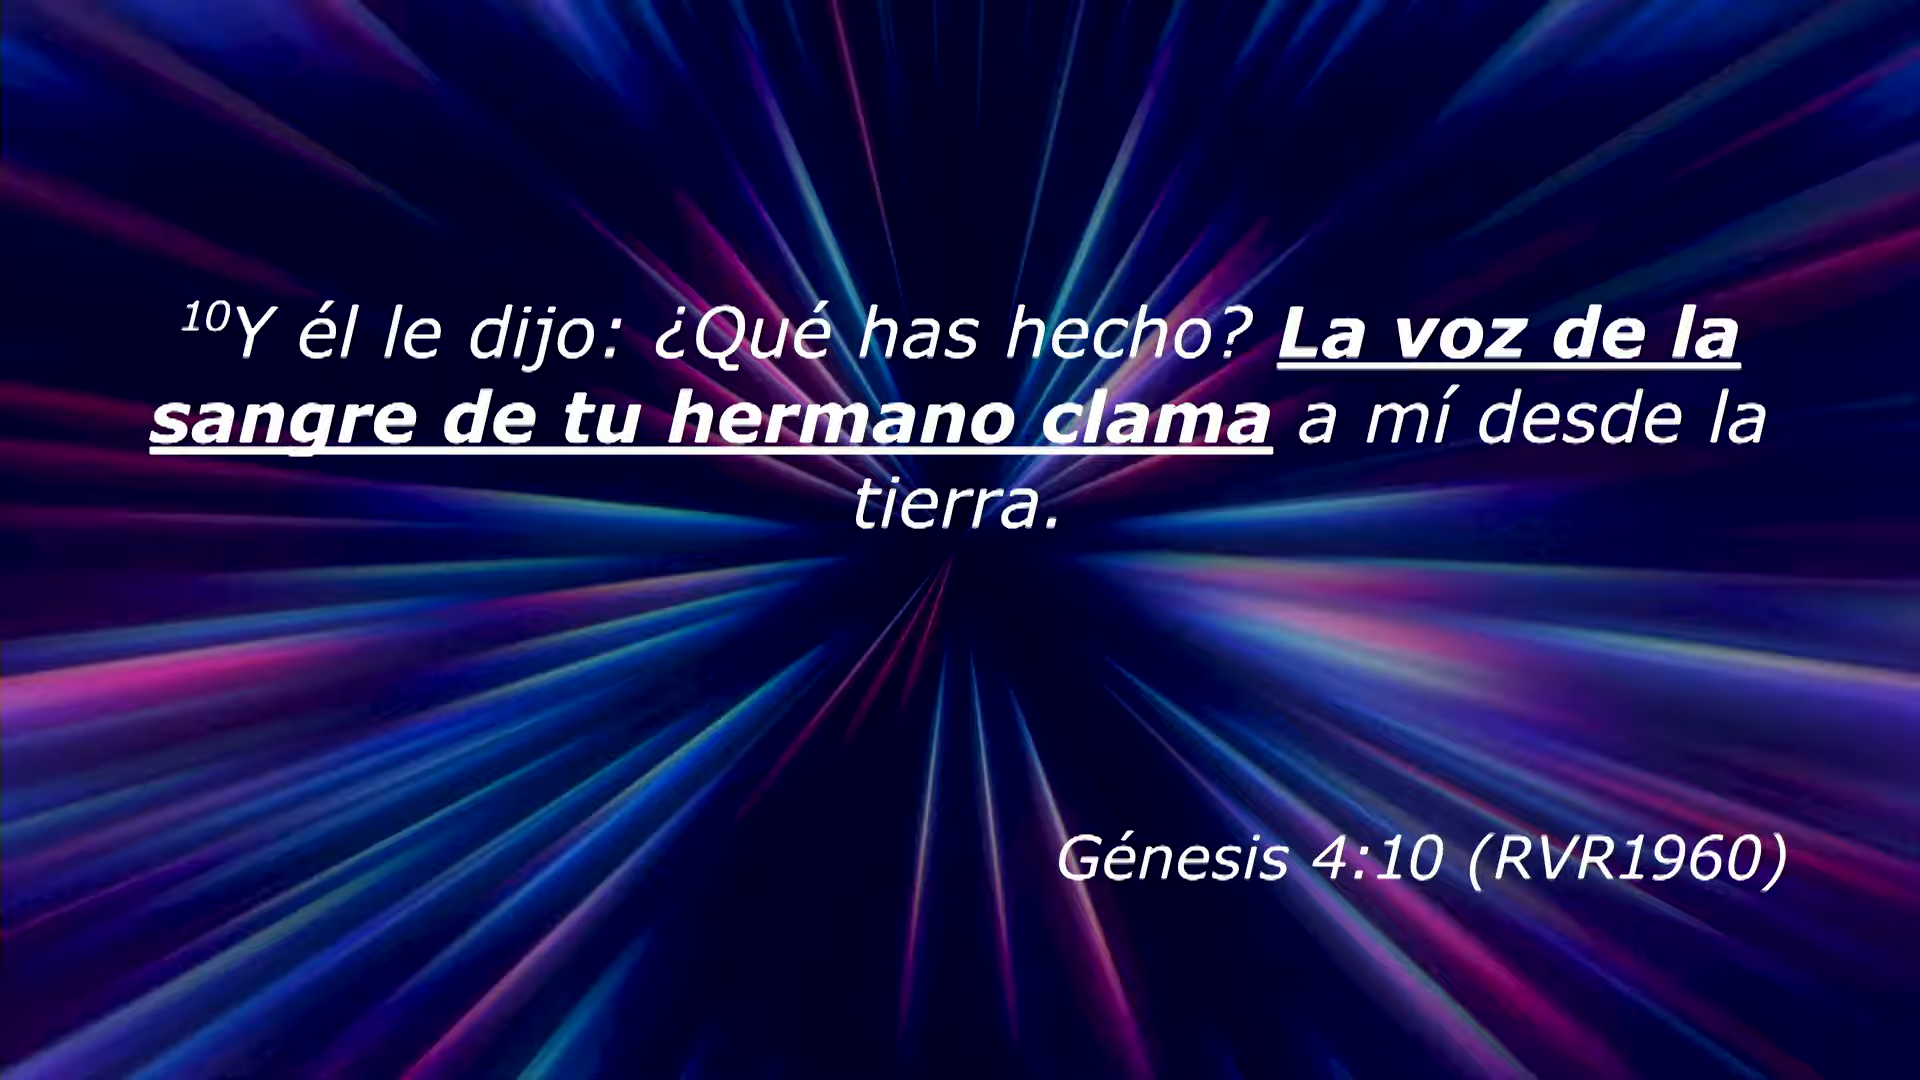 ¹⁰Y él le dijo: ¿Qué has hecho? La voz de la
sangre de tu hermano clama a mí desde la
tierra.
Génesis 4:10 (RVR1960)